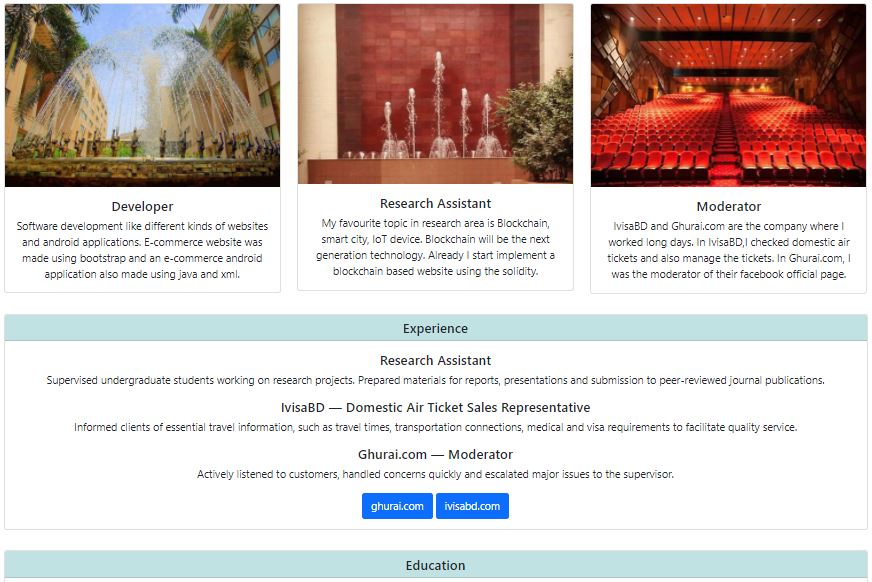 Developer
Software development like different kinds of websites
and android applications. E-commerce website was
made using bootstrap and an e-commerce android
application also made using java and xml.
Research Assistant
My favourite topic in research area is Blockchain,
smart city, IoT device. Blockchain will be the next
generation technology. Already I start implement a
blockchain based website using the solidity.
Moderator
IvisaBD and Ghurai.com are the company where I
worked long days. In IvisaBD,I checked domestic air
tickets and also manage the tickets. In Ghurai.com, I
was the moderator of their facebook official page.
Experience
Research Assistant
Supervised undergraduate students working on research projects. Prepared materials for reports, presentations and submission to peer-reviewed journal publications.
IvisaBD — Domestic Air Ticket Sales Representative
Informed clients of essential travel information, such as travel times, transportation connections, medical and visa requirements to facilitate quality service.
Ghurai.com — Moderator
Actively listened to customers, handled concerns quickly and escalated major issues to the supervisor.
ghurai.com ivisabd.com
Education